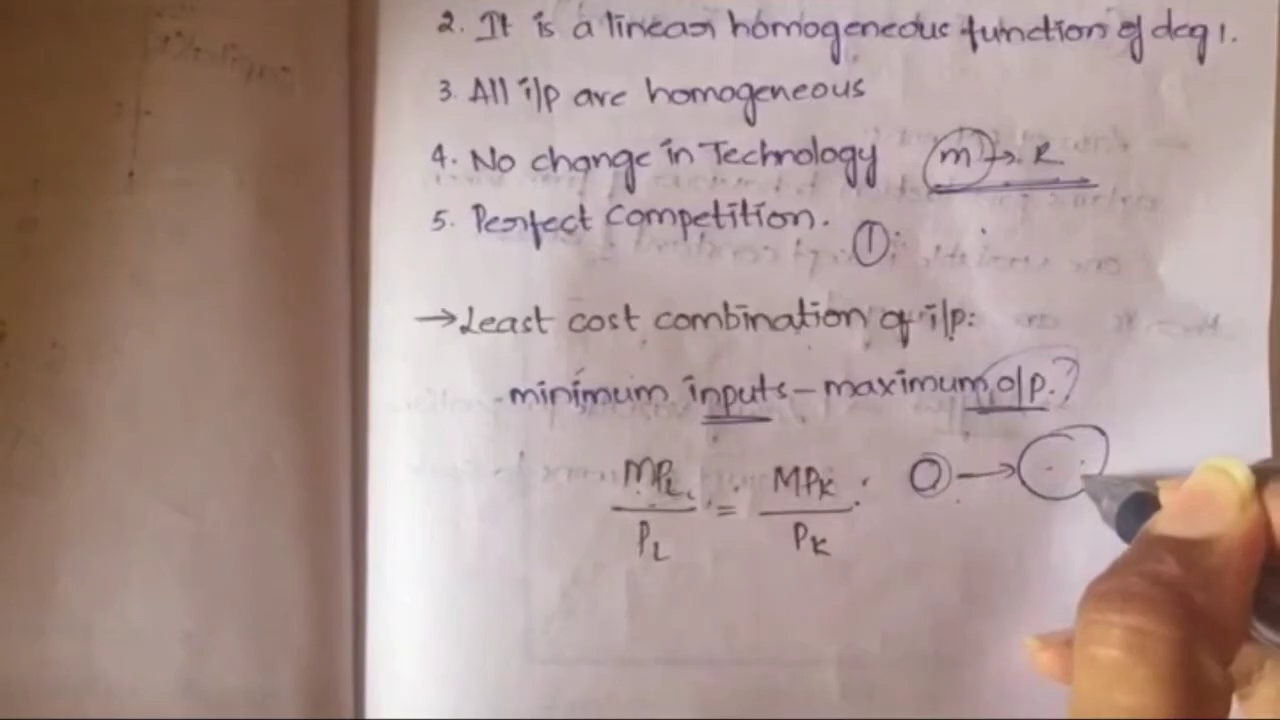 2. It is a linear homogeneous function of deg 1.
3. All i/p are homogeneous
4. No change in Technology m → K
5. Perfect Competition. 1
→ Least cost combination of i/p:
minimum inputs - maximum o/p.?
MPL / PL = MPK / PK